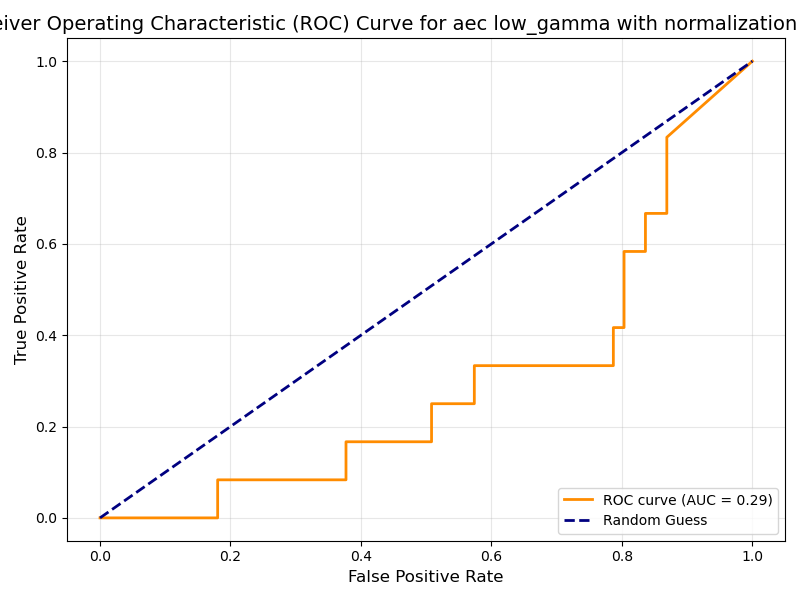 eiver Operating Characteristic (ROC) Curve for aec low_gamma with normalization
1.0
0.8
0.6
0.4
0.2
0.0
True Positive Rate
0.0 0.2 0.4 0.6 0.8 1.0
False Positive Rate
ROC curve (AUC = 0.29)
Random Guess